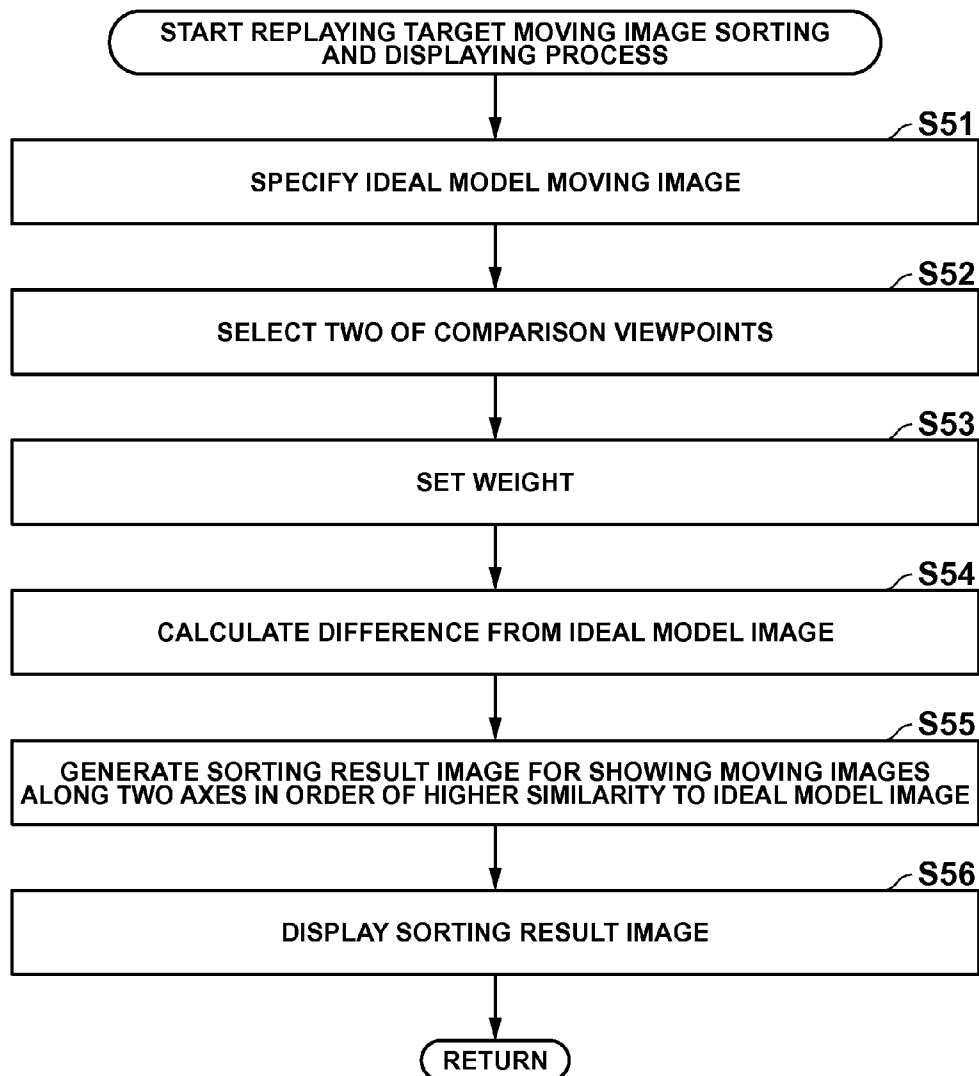 START REPLAYING TARGET MOVING IMAGE SORTING
AND DISPLAYING PROCESS
S51
SPECIFY IDEAL MODEL MOVING IMAGE
S52
SELECT TWO OF COMPARISON VIEWPOINTS
S53
SET WEIGHT
S54
CALCULATE DIFFERENCE FROM IDEAL MODEL IMAGE
S55
GENERATE SORTING RESULT IMAGE FOR SHOWING MOVING IMAGES
ALONG TWO AXES IN ORDER OF HIGHER SIMILARITY TO IDEAL MODEL IMAGE
S56
DISPLAY SORTING RESULT IMAGE
RETURN